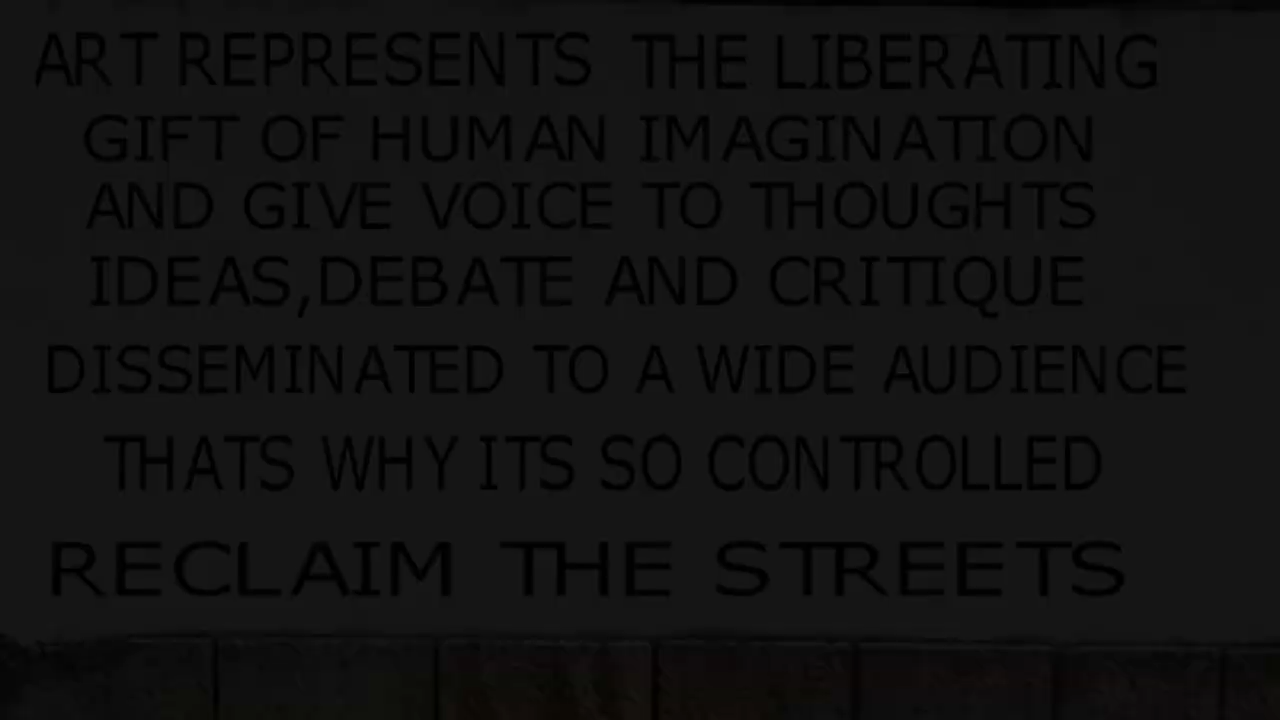 ART REPRESENTS THE LIBERATING
GIFT OF HUMAN IMAGINATION
AND GIVE VOICE TO THOUGHTS
IDEAS,DEBATE AND CRITIQUE
DISSEMINATED TO A WIDE AUDIENCE
THATS WHY ITS SO CONTROLLED
RECLAIM THE STREETS